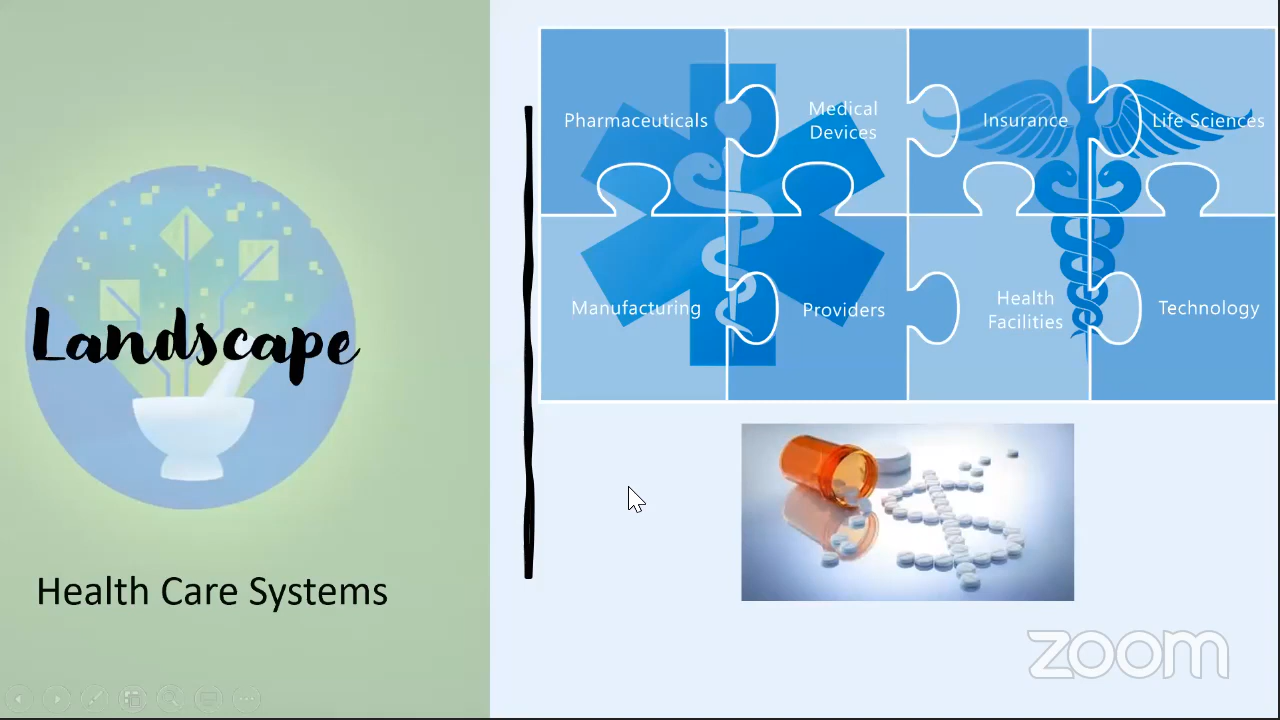 Landscape
Health Care Systems
Pharmaceuticals
Medical
Devices
Insurance
Life Sciences
Manufacturing
Providers
Health
Facilities
Technology
zoom